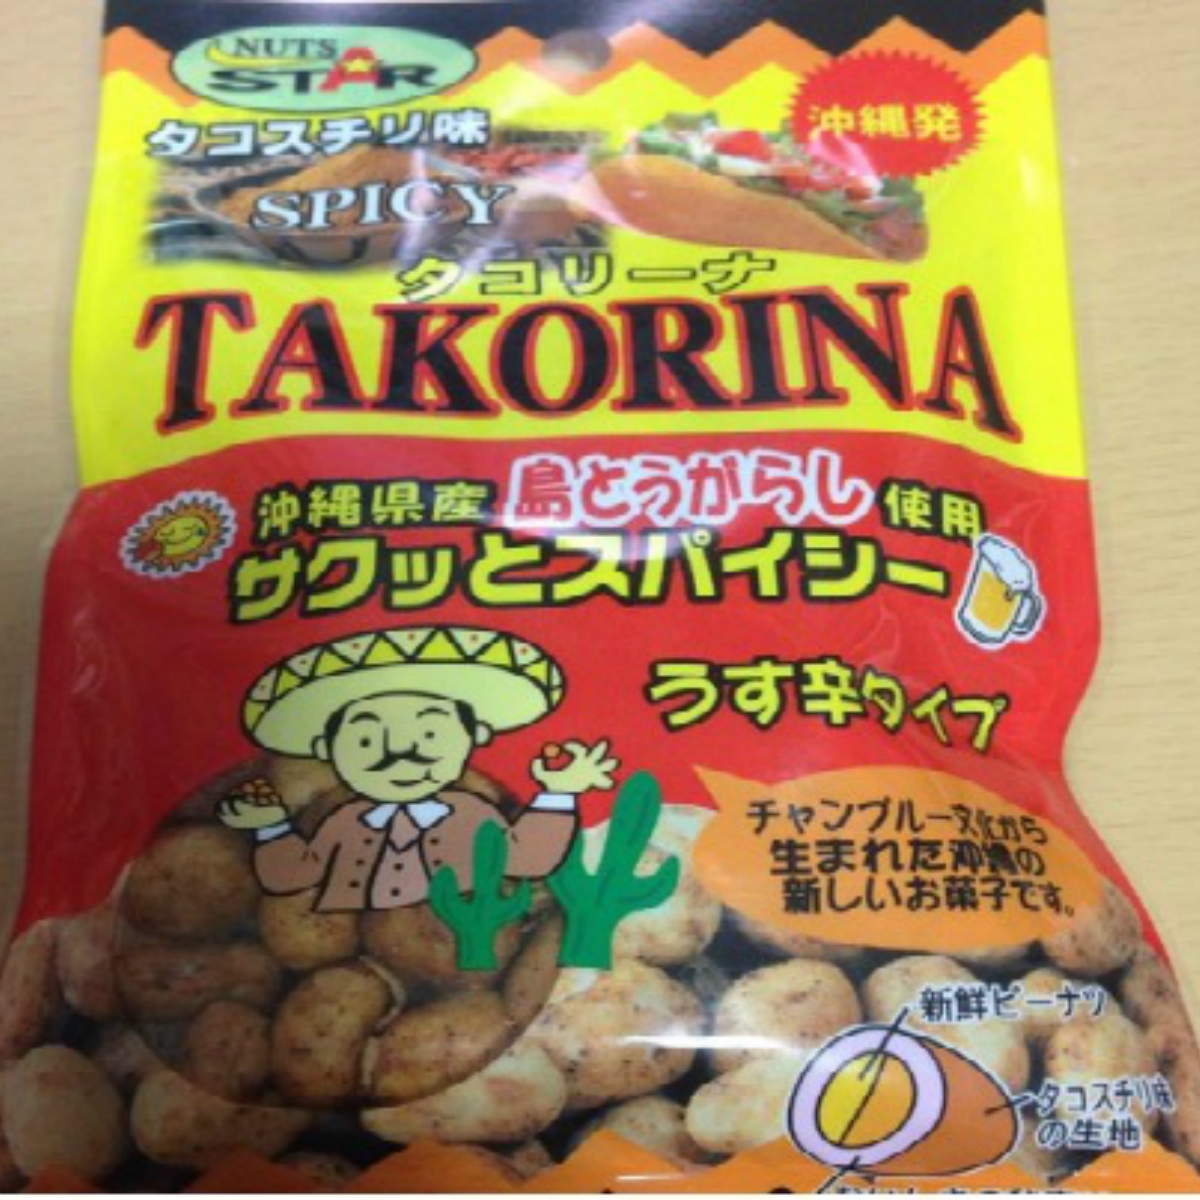 NUTS
STAR
タコスチリ味
沖縄発
SPICY
タコリーナ
TAKORINA
沖縄県産 島とうがらし 使用
サクッとスパイシー
うす辛タイプ
チャンプルー文化から
生まれた沖縄の
新しいお菓子です。
新鮮ピーナツ
タコスチリ味
の生地